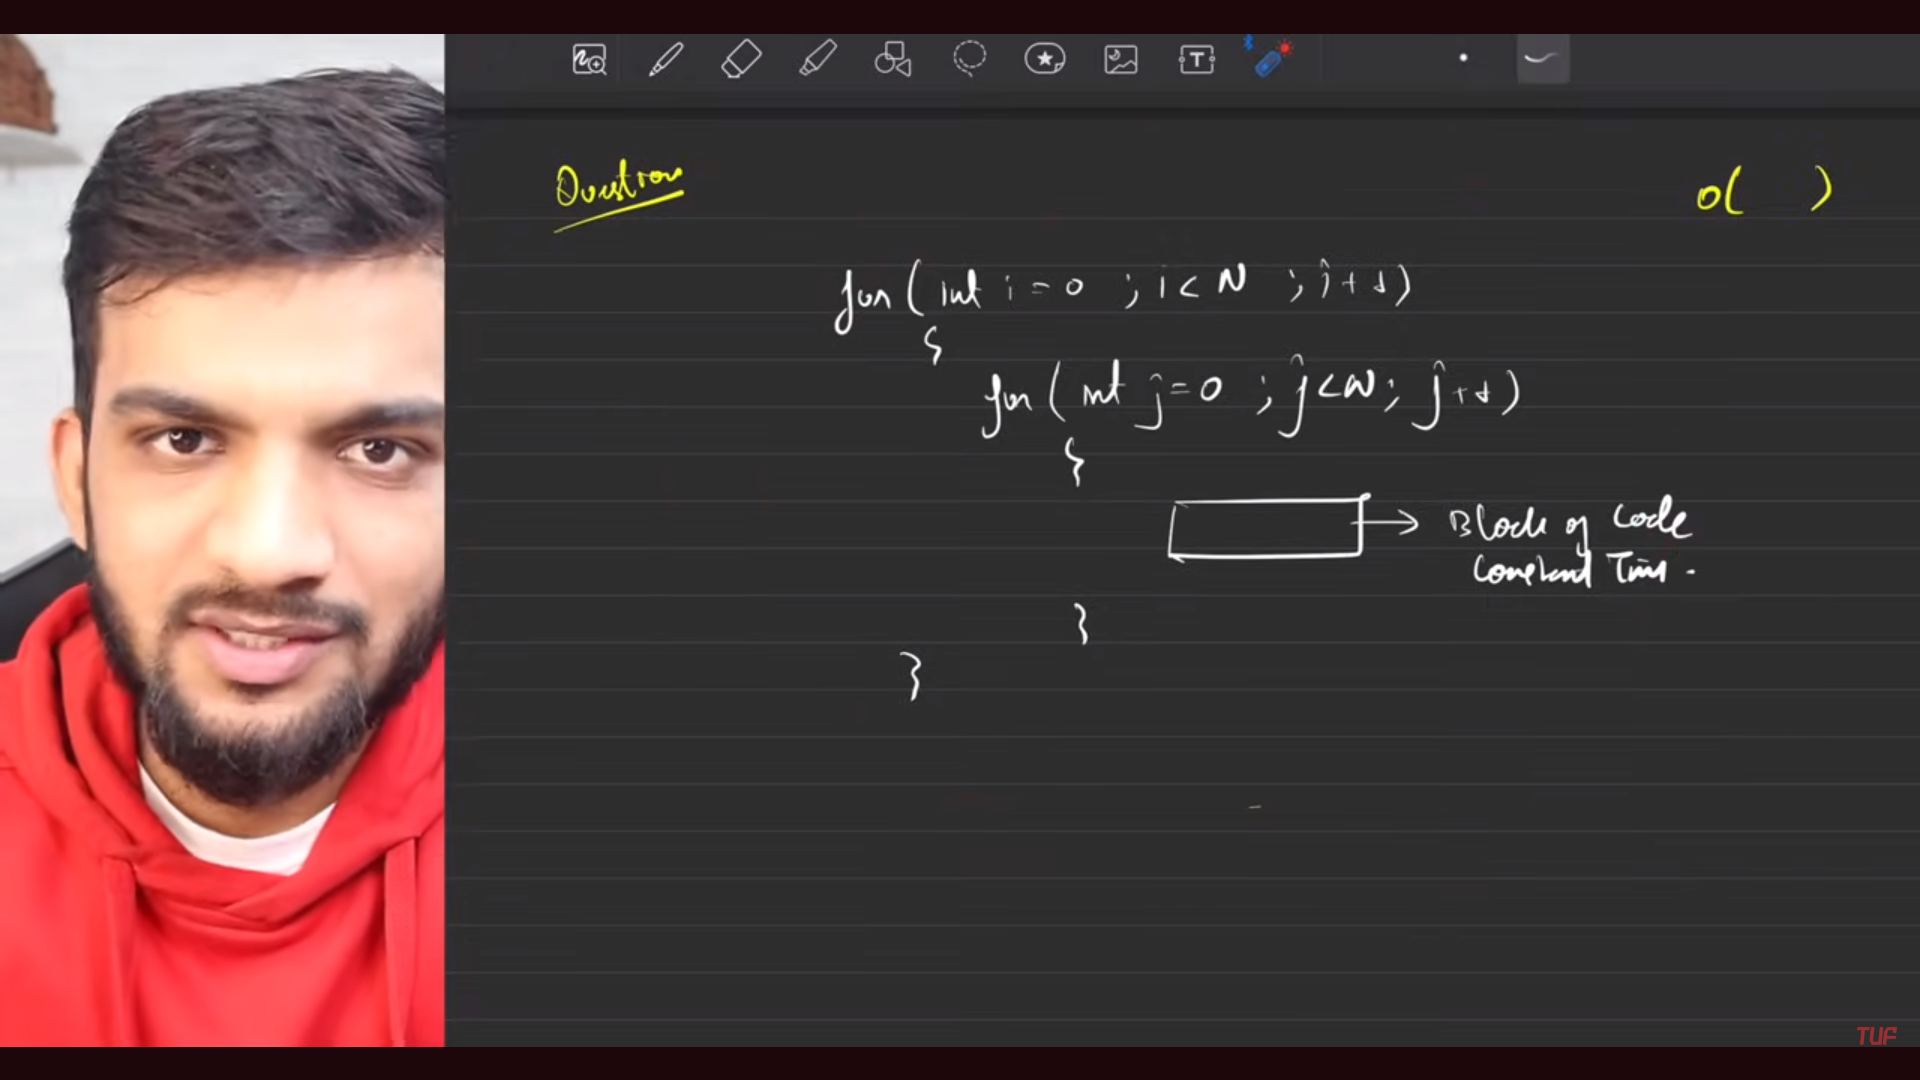 Question
O( )
for ( int i = 0 ; i < N ; i++)
{
for ( int j = 0 ; j < N; j++)
{
Block of Code
Constant Time.
}
}
T
TUF